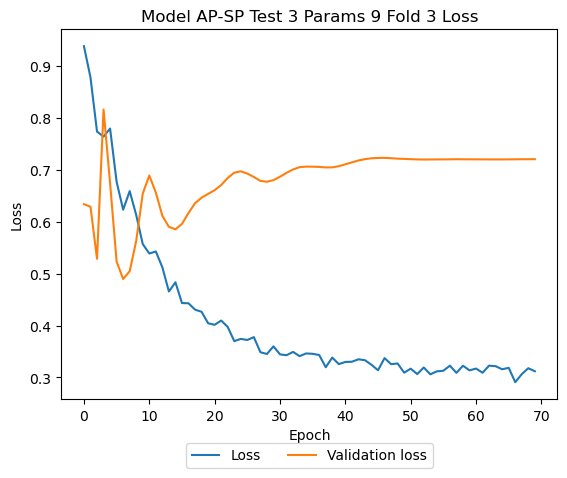 Model AP-SP Test 3 Params 9 Fold 3 Loss
0.9
0.8
0.7
0.6
0.5
0.4
0.3
Loss
0 10 20 30 40 50 60 70
Epoch
Loss Validation loss